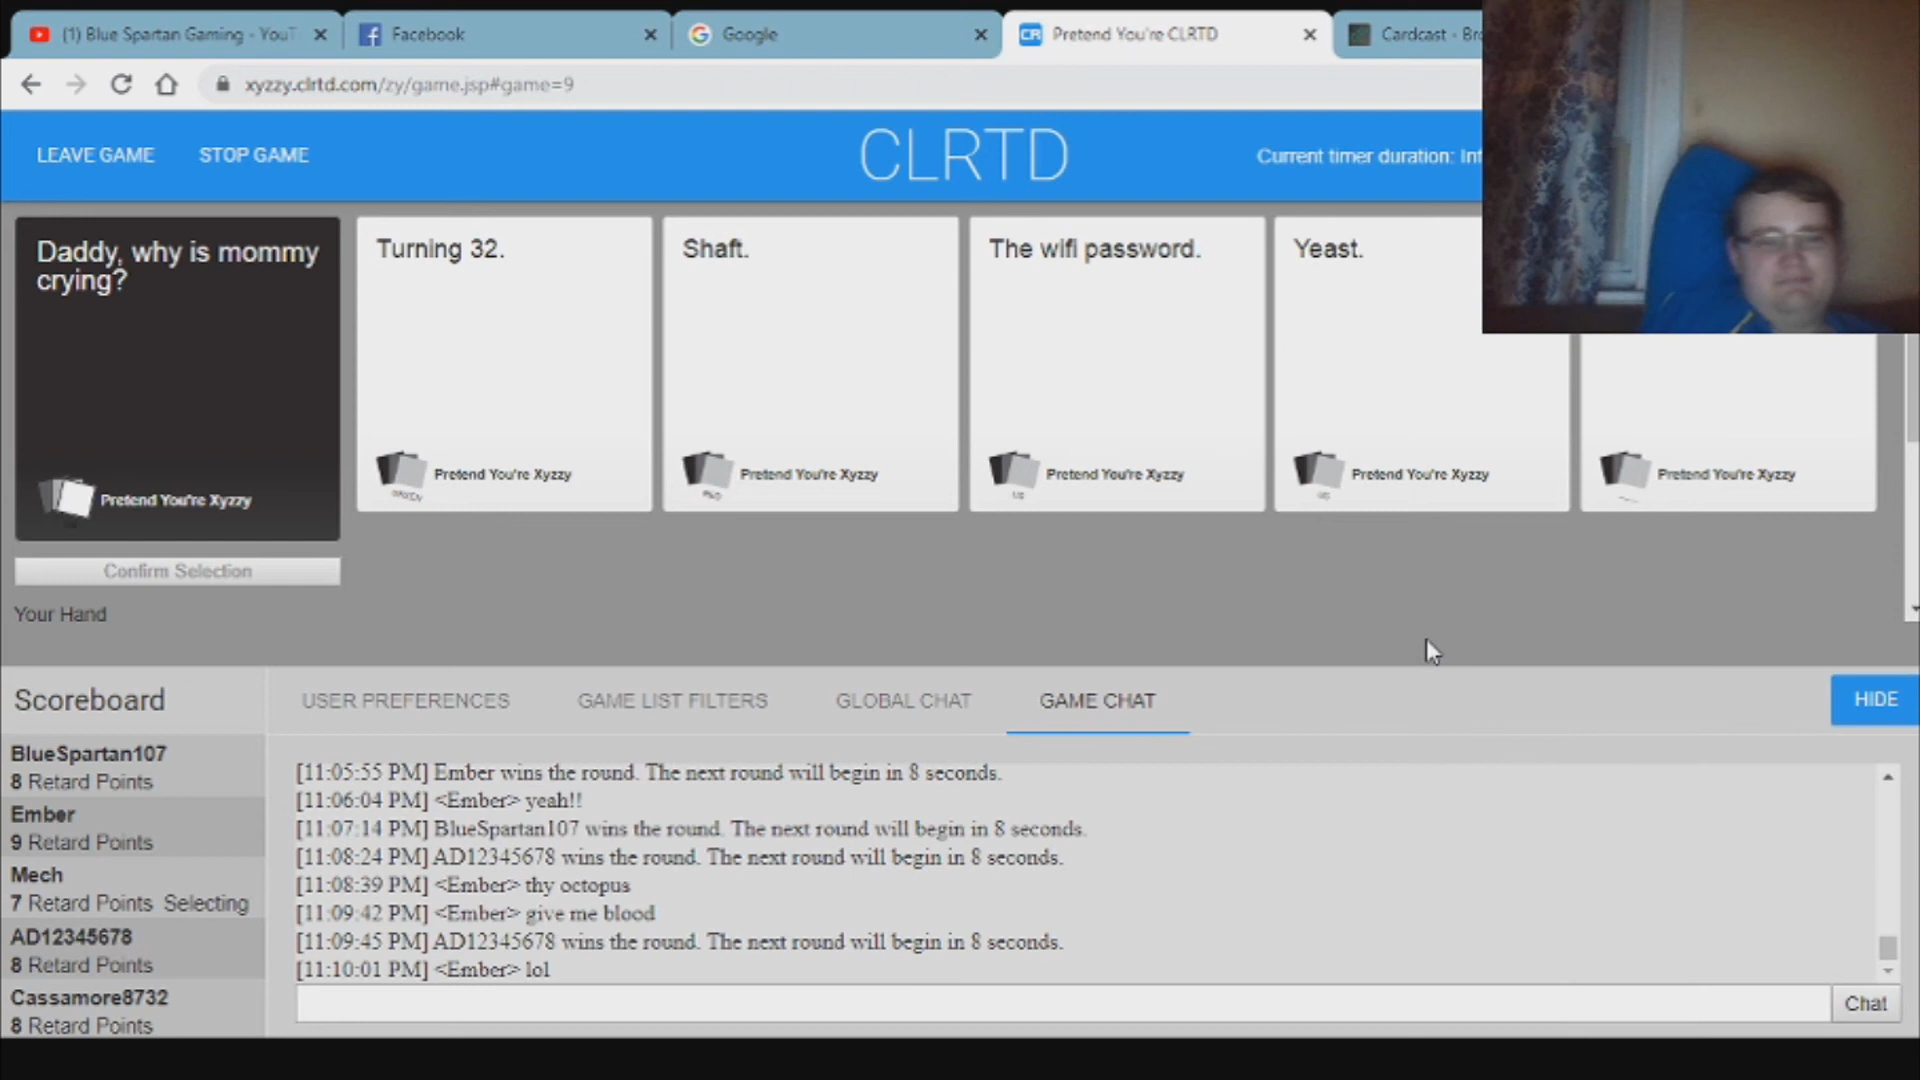 (1) Blue Spartan Gaming - YouT
Facebook
Google
CR
Pretend You're CLRTD
Cardcast - Bro
xyzzy.clrtd.com/zy/game.jsp#game=9
LEAVE GAME
STOP GAME
CLRTD
Current timer duration: Inf
Daddy, why is mommy
crying?
Pretend You're Xyzzy
Turning 32.
Pretend You're Xyzzy
Shaft.
Pretend You're Xyzzy
The wifi password.
Pretend You're Xyzzy
Yeast.
Pretend You're Xyzzy
Pretend You're Xyzzy
Confirm Selection
Your Hand
Scoreboard
BlueSpartan107
8 Retard Points
Ember
9 Retard Points
Mech
7 Retard Points Selecting
AD12345678
8 Retard Points
Cassamore8732
8 Retard Points
USER PREFERENCES
GAME LIST FILTERS
GLOBAL CHAT
GAME CHAT
HIDE
[11:05:55 PM] Ember wins the round. The next round will begin in 8 seconds.
[11:06:04 PM] <Ember> yeah!!
[11:07:14 PM] BlueSpartan107 wins the round. The next round will begin in 8 seconds.
[11:08:24 PM] AD12345678 wins the round. The next round will begin in 8 seconds.
[11:08:39 PM] <Ember> thy octopus
[11:09:42 PM] <Ember> give me blood
[11:09:45 PM] AD12345678 wins the round. The next round will begin in 8 seconds.
[11:10:01 PM] <Ember> lol
Chat